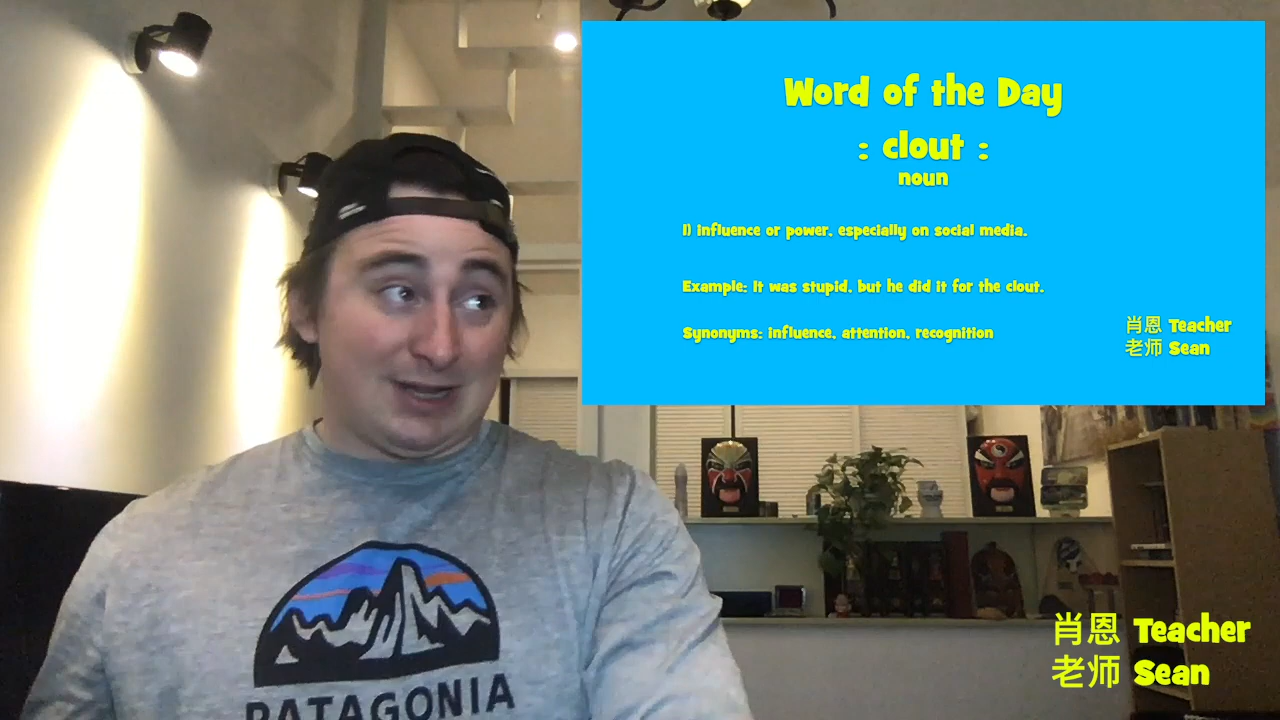 Word of the Day
: clout :
noun
1) influence or power, especially on social media.
Example: It was stupid, but he did it for the clout.
Synonyms: influence, attention, recognition
肖恩 Teacher
老师 Sean
PATAGONIA
肖恩 Teacher
老师 Sean